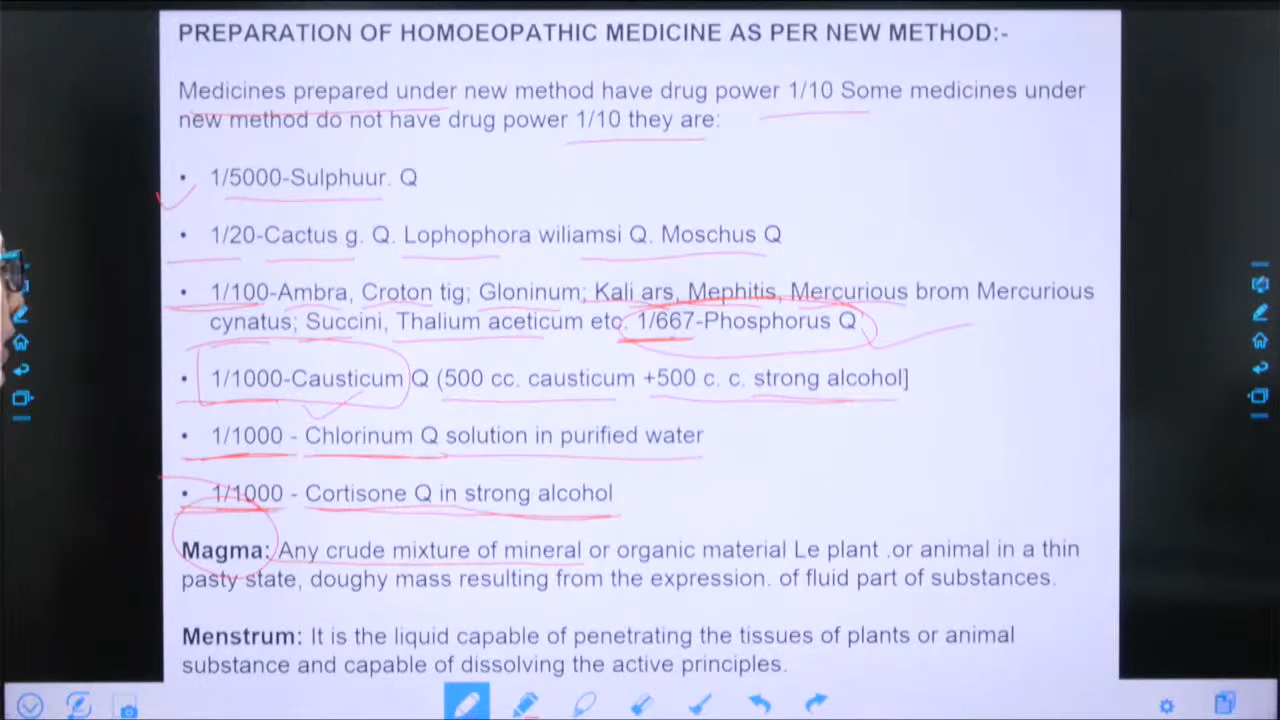 PREPARATION OF HOMOEOPATHIC MEDICINE AS PER NEW METHOD:-
Medicines prepared under new method have drug power 1/10 Some medicines under
new method do not have drug power 1/10 they are:
• 1/5000-Sulphuur. Q
• 1/20-Cactus g. Q. Lophophora wiliamsi Q. Moschus Q
• 1/100-Ambra, Croton tig; Gloninum; Kali ars, Mephitis, Mercurious brom Mercurious
cynatus; Succini, Thalium aceticum etc. 1/667-Phosphorus Q
• 1/1000-Causticum Q (500 cc. causticum +500 c. c. strong alcohol]
• 1/1000 - Chlorinum Q solution in purified water
• 1/1000 - Cortisone Q in strong alcohol
Magma: Any crude mixture of mineral or organic material Le plant .or animal in a thin
pasty state, doughy mass resulting from the expression. of fluid part of substances.
Menstrum: It is the liquid capable of penetrating the tissues of plants or animal
substance and capable of dissolving the active principles.